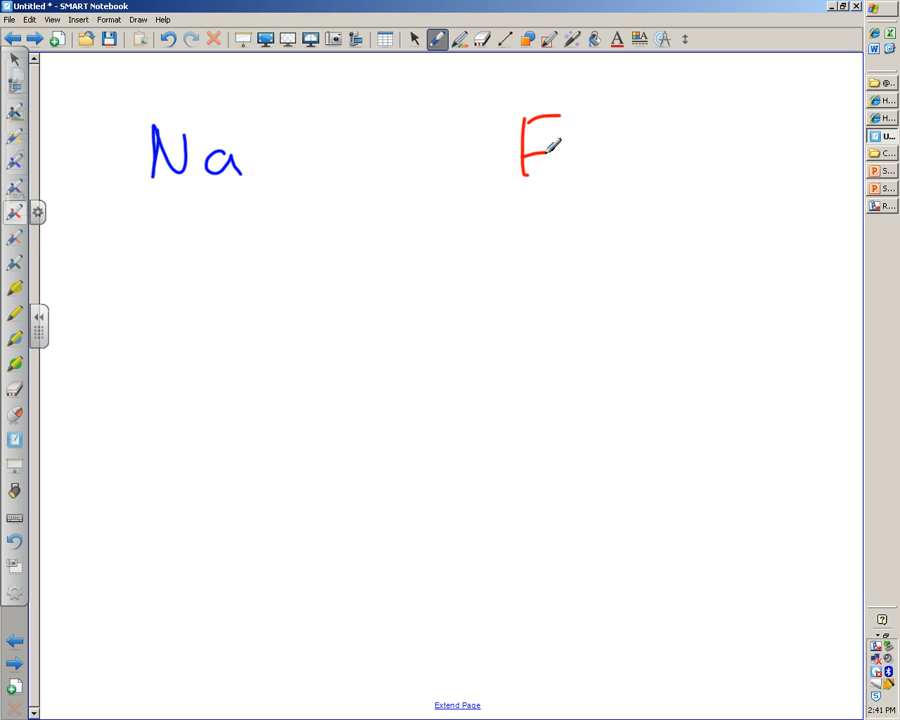 Untitled * - SMART Notebook
File Edit View Insert Format Draw Help
Na F
Extend Page
@..
H...
H...
U...
C...
S...
S...
R...
2:41 PM